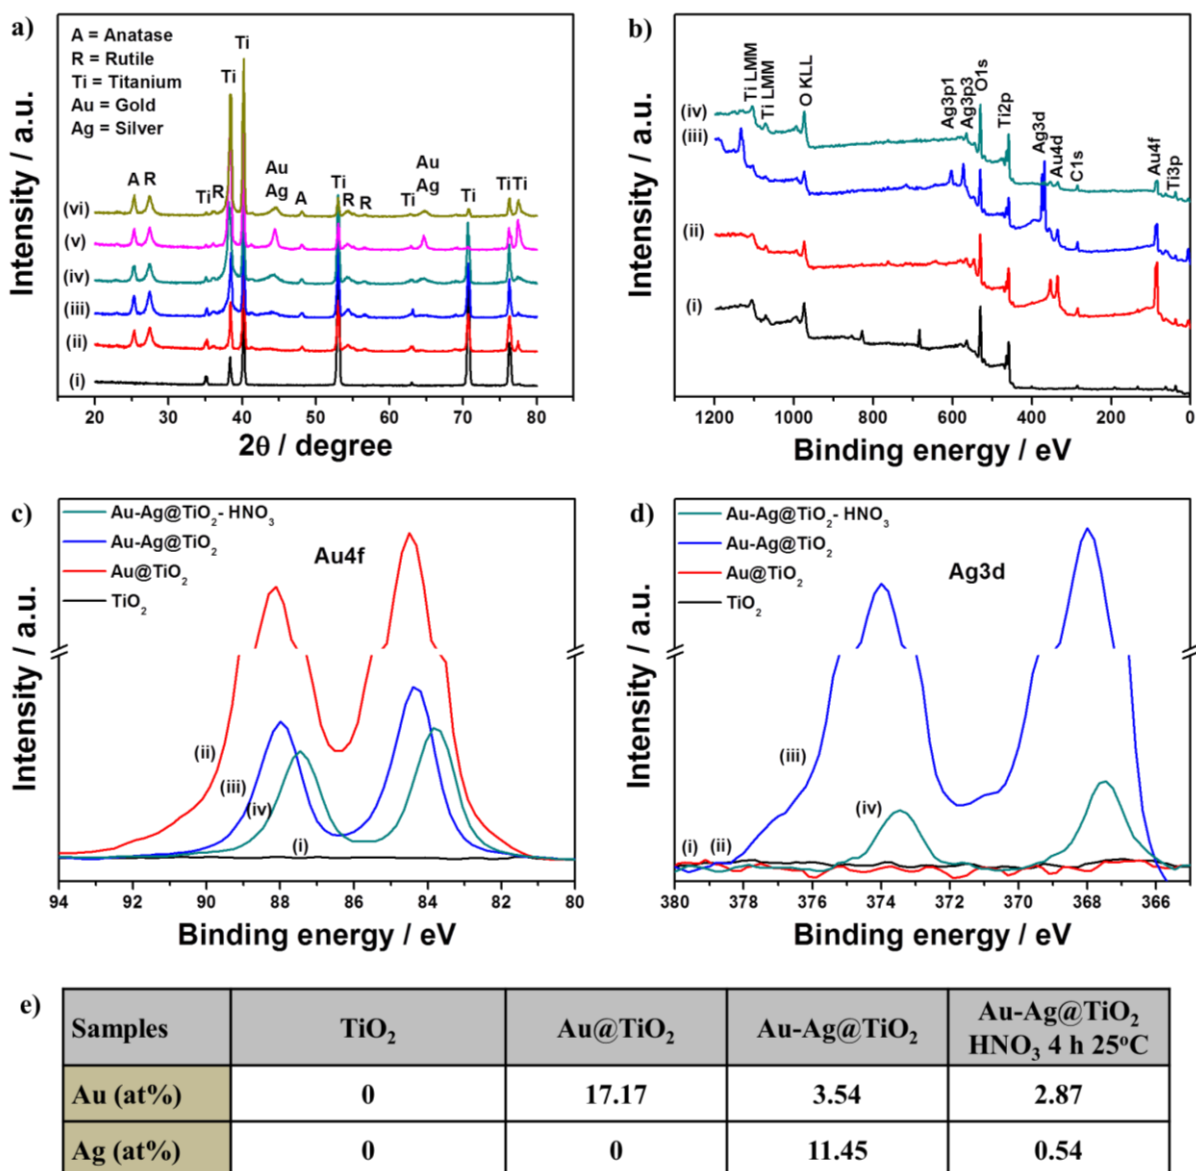 a)
A = Anatase
R = Rutile
Ti = Titanium
Au = Gold
Ag = Silver
Ti
Ti
A R
Ti R
Au
Ag
A
Ti
R R
Ti
Au
Ag
Ti
Ti Ti
(vi)
(v)
(iv)
(iii)
(ii)
(i)
Intensity / a.u.
20 30 40 50 60 70 80
2θ / degree
b)
Ti LMM
Ti LMM
O KLL
Ag3p1
Ag3p3
O1s
Ti2p
Ag3d
Au4d
C1s
Au4f
Ti3p
(iv)
(iii)
(ii)
(i)
Intensity / a.u.
1200 1000 800 600 400 200 0
Binding energy / eV
c)
Au-Ag@TiO₂- HNO₃
Au-Ag@TiO₂
Au@TiO₂
TiO₂
Au4f
(ii)
(iii)
(iv)
(i)
Intensity / a.u.
94 92 90 88 86 84 82 80
Binding energy / eV
d)
Au-Ag@TiO₂- HNO₃
Au-Ag@TiO₂
Au@TiO₂
TiO₂
Ag3d
(iii)
(iv)
(i) (ii)
Intensity / a.u.
380 378 376 374 372 370 368 366
Binding energy / eV
e)
Samples TiO₂ Au@TiO₂ Au-Ag@TiO₂ Au-Ag@TiO₂
HNO₃ 4 h 25°C
Au (at%) 0 17.17 3.54 2.87
Ag (at%) 0 0 11.45 0.54